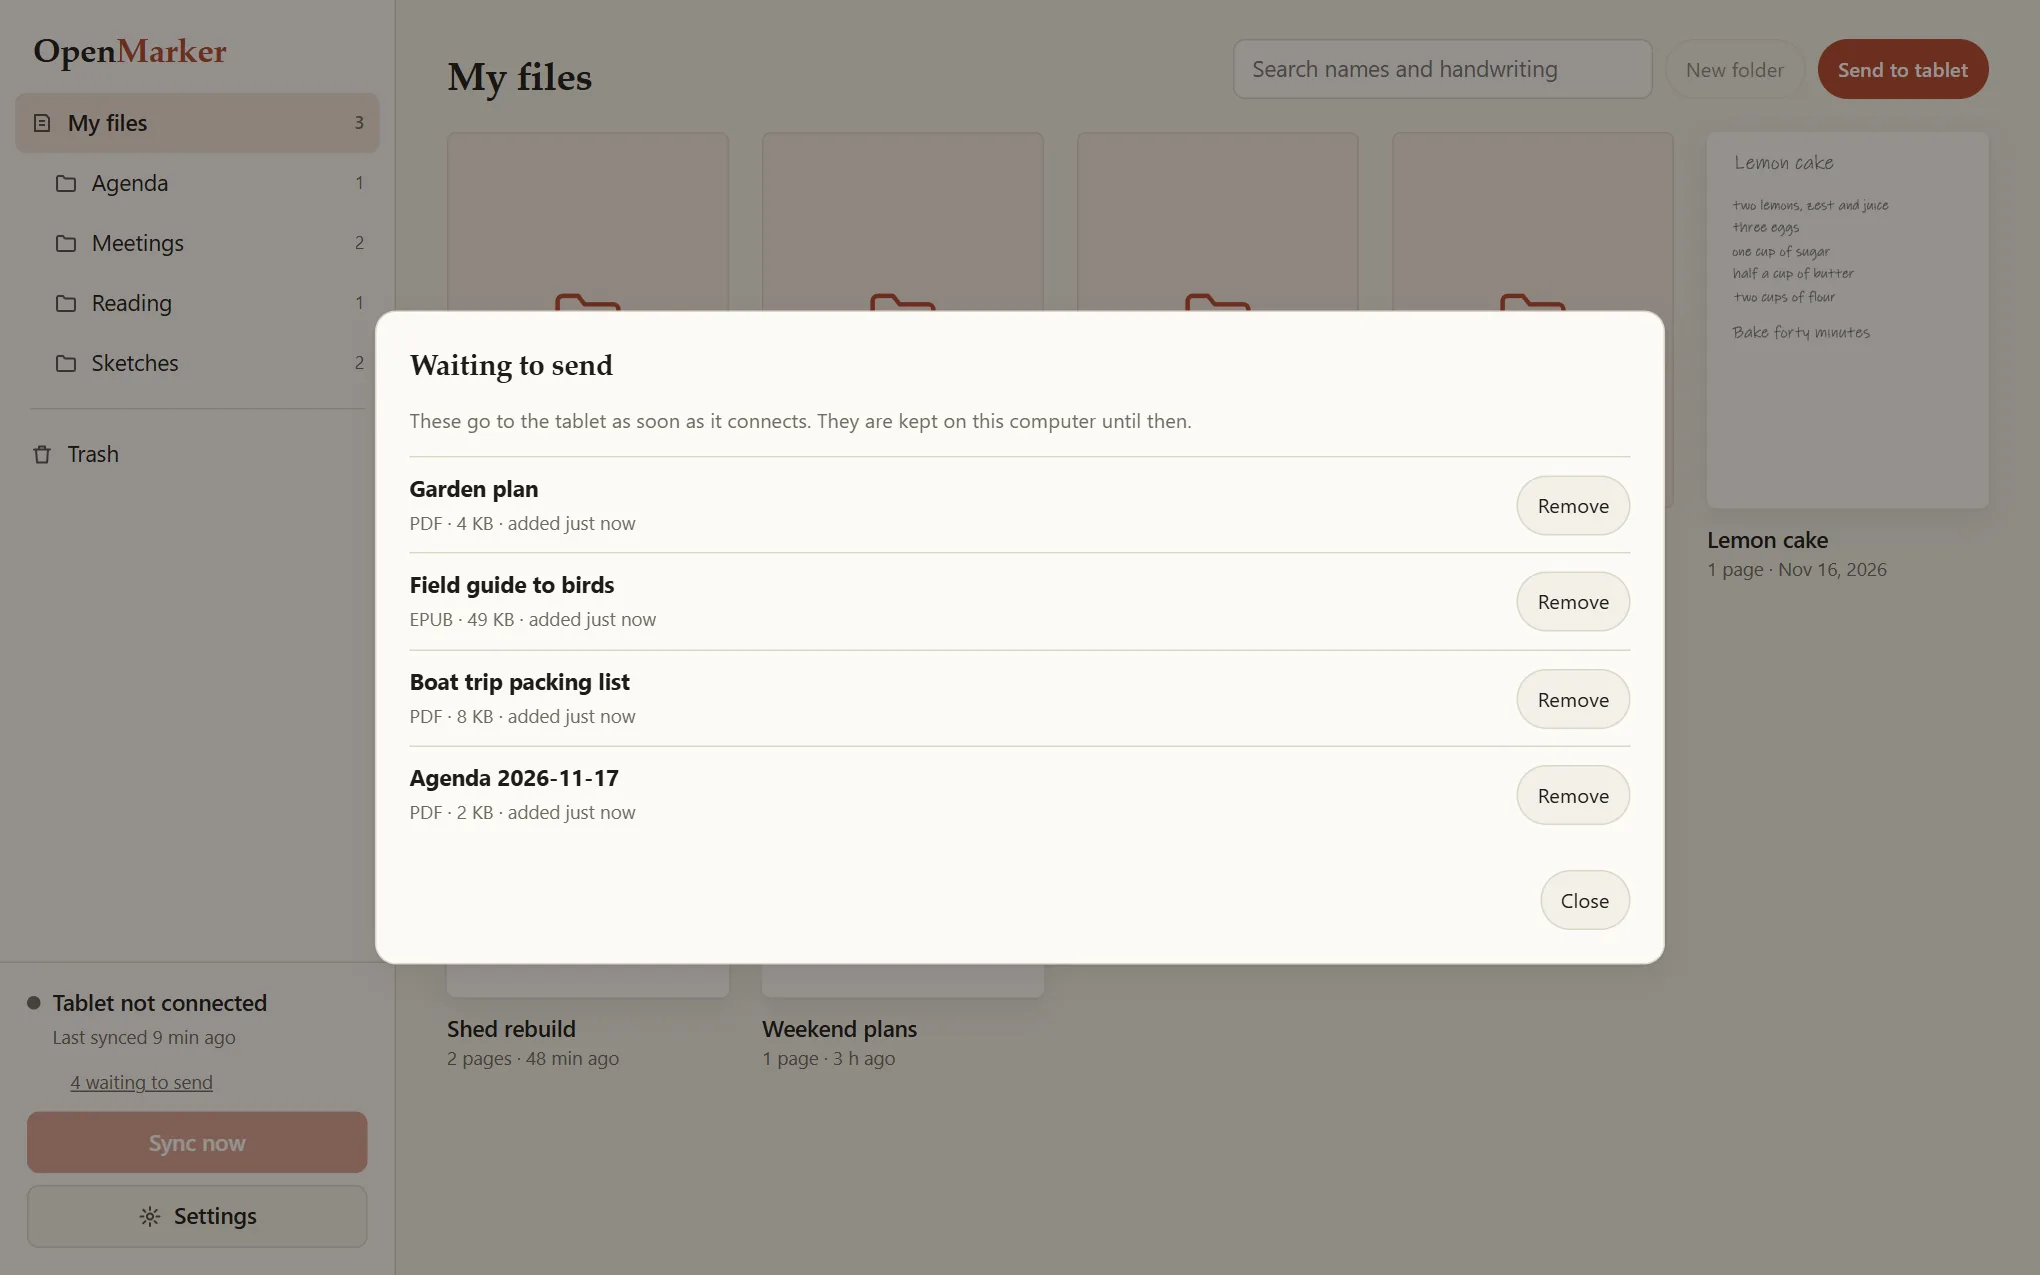 OpenMarker
My files 3
Agenda 1
Meetings 2
Reading 1
Sketches 2
Trash
Tablet not connected
Last synced 9 min ago
4 waiting to send
Sync now
Settings
My files
Search names and handwriting
New folder
Send to tablet
Lemon cake
two lemons, zest and juice
three eggs
one cup of sugar
half a cup of butter
two cups of flour
Bake forty minutes
Lemon cake
1 page · Nov 16, 2026
Waiting to send
These go to the tablet as soon as it connects. They are kept on this computer until then.
Garden plan
PDF · 4 KB · added just now
Remove
Field guide to birds
EPUB · 49 KB · added just now
Remove
Boat trip packing list
PDF · 8 KB · added just now
Remove
Agenda 2026-11-17
PDF · 2 KB · added just now
Remove
Close
Shed rebuild
2 pages · 48 min ago
Weekend plans
1 page · 3 h ago